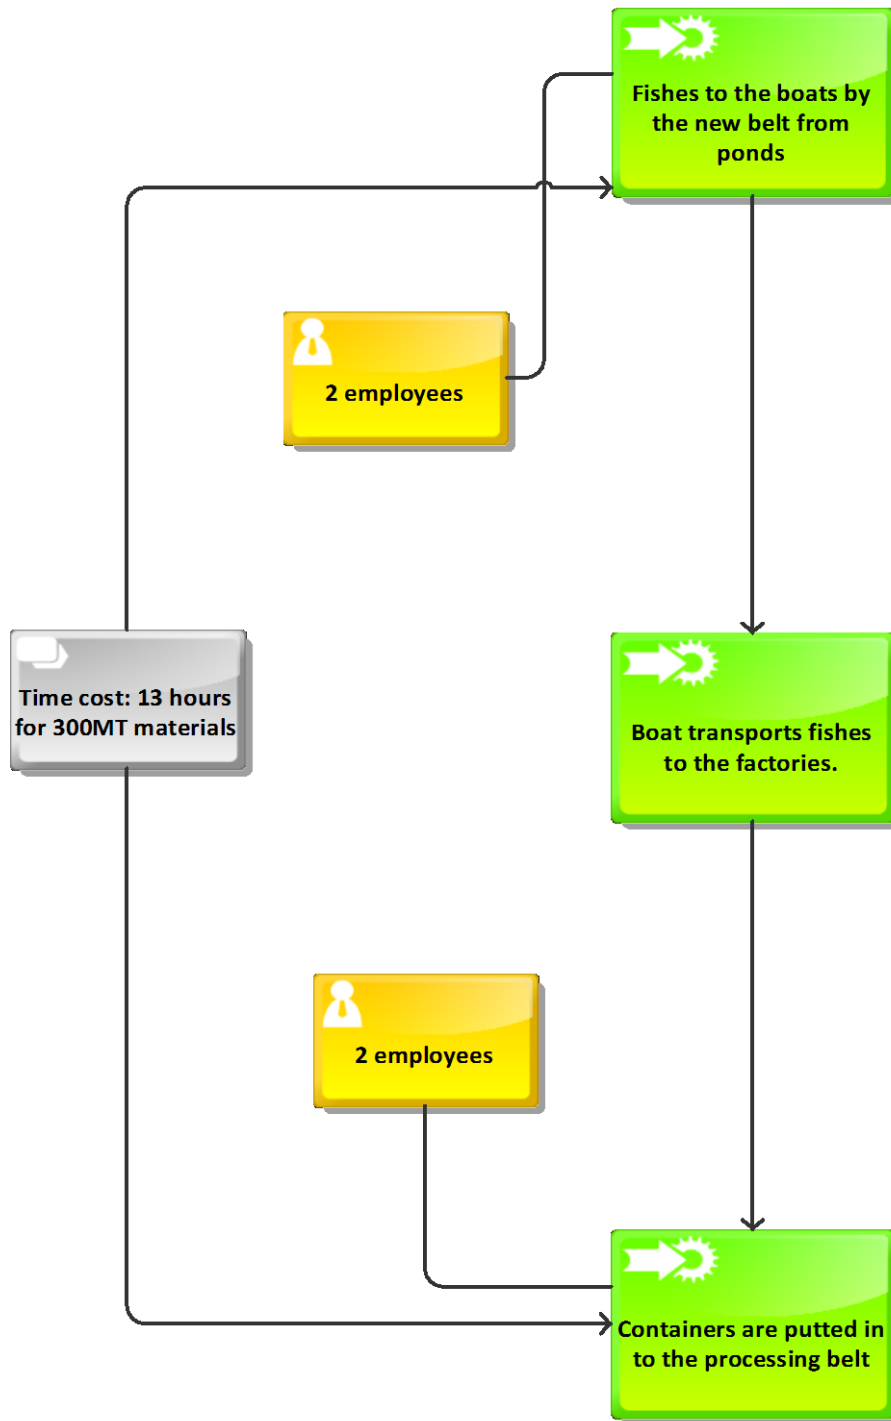 Fishes to the boats by
the new belt from
ponds
2 employees
Time cost: 13 hours
for 300MT materials
Boat transports fishes
to the factories.
2 employees
Containers are putted in
to the processing belt